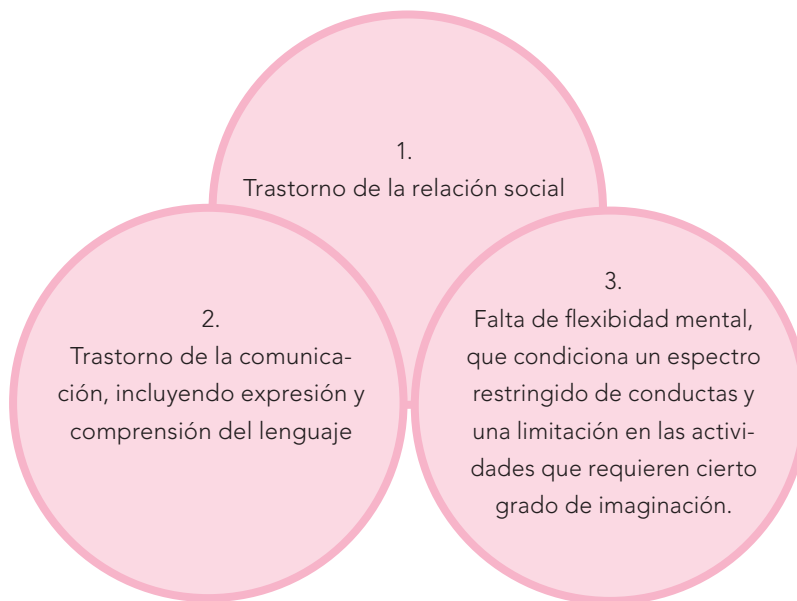 1.
Trastorno de la relación social
2.
Trastorno de la comunica-
ción, incluyendo expresión y
comprensión del lenguaje
3.
Falta de flexibidad mental,
que condiciona un espectro
restringido de conductas y
una limitación en las activi-
dades que requieren cierto
grado de imaginación.